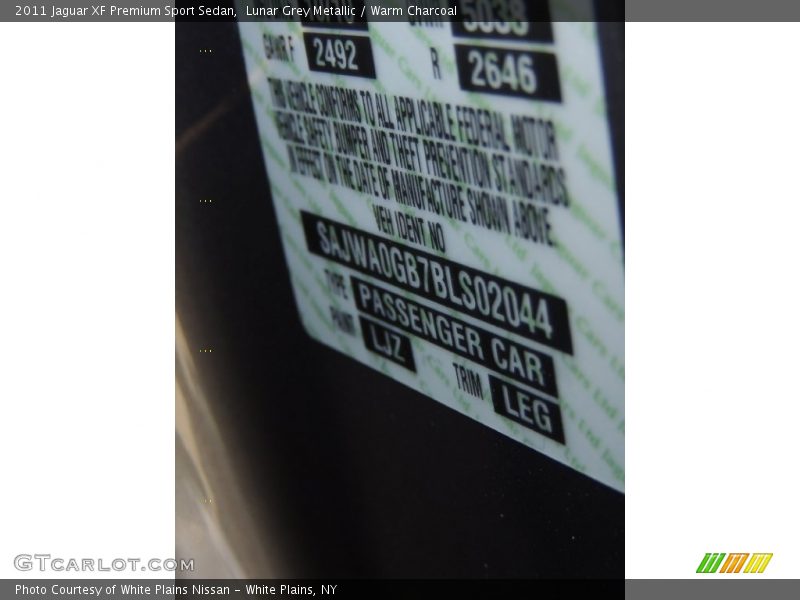 2011 Jaguar XF Premium Sport Sedan, Lunar Grey Metallic / Warm Charcoal
5038
GAWR F 2492 R 2646
THIS VEHICLE CONFORMS TO ALL APPLICABLE FEDERAL MOTOR
VEHICLE SAFETY BUMPER AND THEFT PREVENTION STANDARDS
IN EFFECT ON THE DATE OF MANUFACTURE SHOWN ABOVE
VEH IDENT NO
SAJWA0GB7BLS02044
TYPE PASSENGER CAR
PAINT LJZ TRIM LEG
GTCARLOT.COM
Photo Courtesy of White Plains Nissan - White Plains, NY